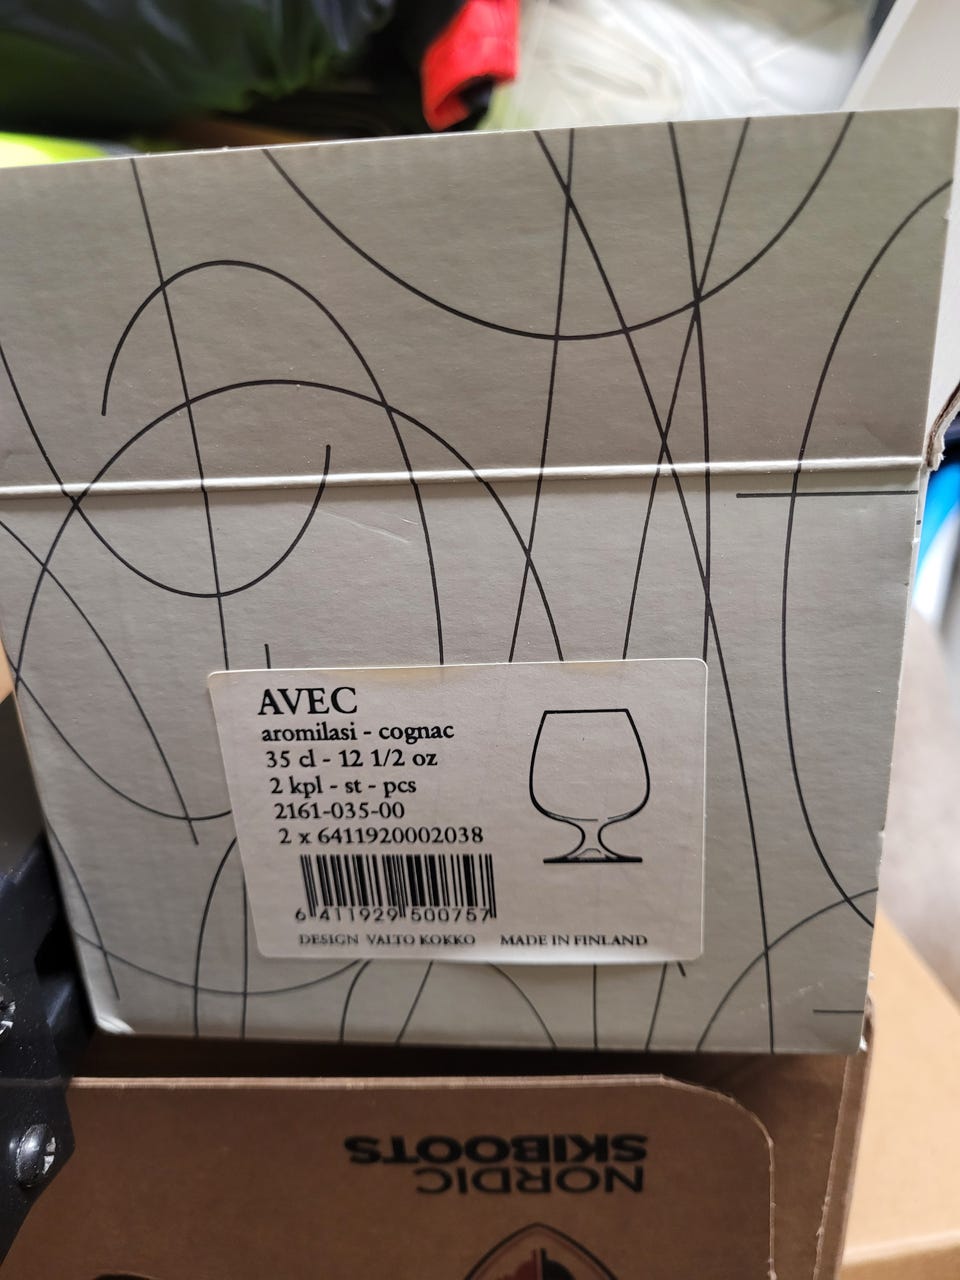 AVEC
aromilasi - cognac
35 cl - 12 1/2 oz
2 kpl - st - pcs
2161-035-00
2 x 6411920002038
6 411929 500757
DESIGN VALTO KOKKO MADE IN FINLAND
NORDIC
SKIBOOTS